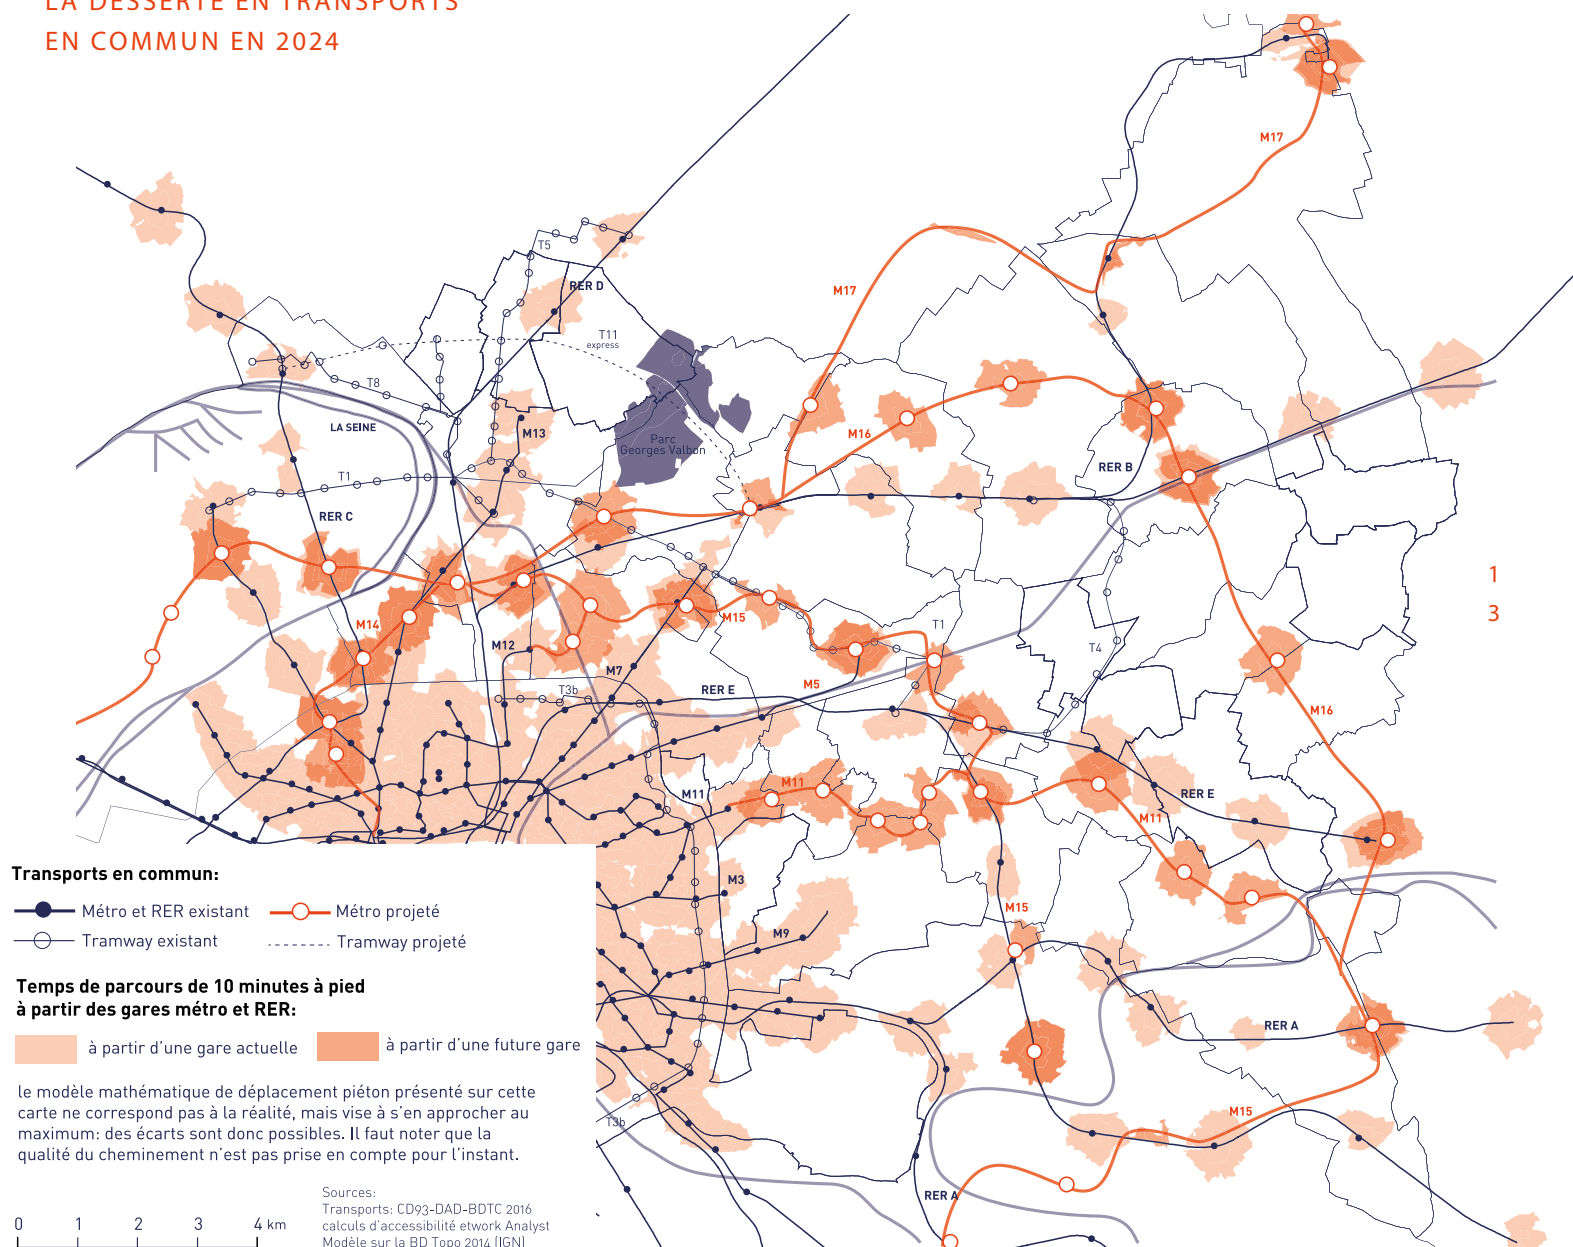 LA DESSERTE EN TRANSPORTS
EN COMMUN EN 2024
M17
T5
RER D
M17
T11
express
T8
LA SEINE
M13
Parc
Georges Valbon
M16
RER B
T1
RER C
1
3
M14
M12
M15
T1
T4
M7
T3b
RER E
M5
M16
M11
M11
RER E
M11
M3
M15
M9
RER A
T3b
M15
RER A
Transports en commun:
Métro et RER existant
Métro projeté
Tramway existant
Tramway projeté
Temps de parcours de 10 minutes à pied
à partir des gares métro et RER:
à partir d'une gare actuelle
à partir d'une future gare
le modèle mathématique de déplacement piéton présenté sur cette
carte ne correspond pas à la réalité, mais vise à s'en approcher au
maximum: des écarts sont donc possibles. Il faut noter que la
qualité du cheminement n'est pas prise en compte pour l'instant.
Sources:
Transports: CD93-DAD-BDTC 2016
calculs d'accessibilité etwork Analyst
Modèle sur la BD Topo 2014 (IGN)
0 1 2 3 4 km